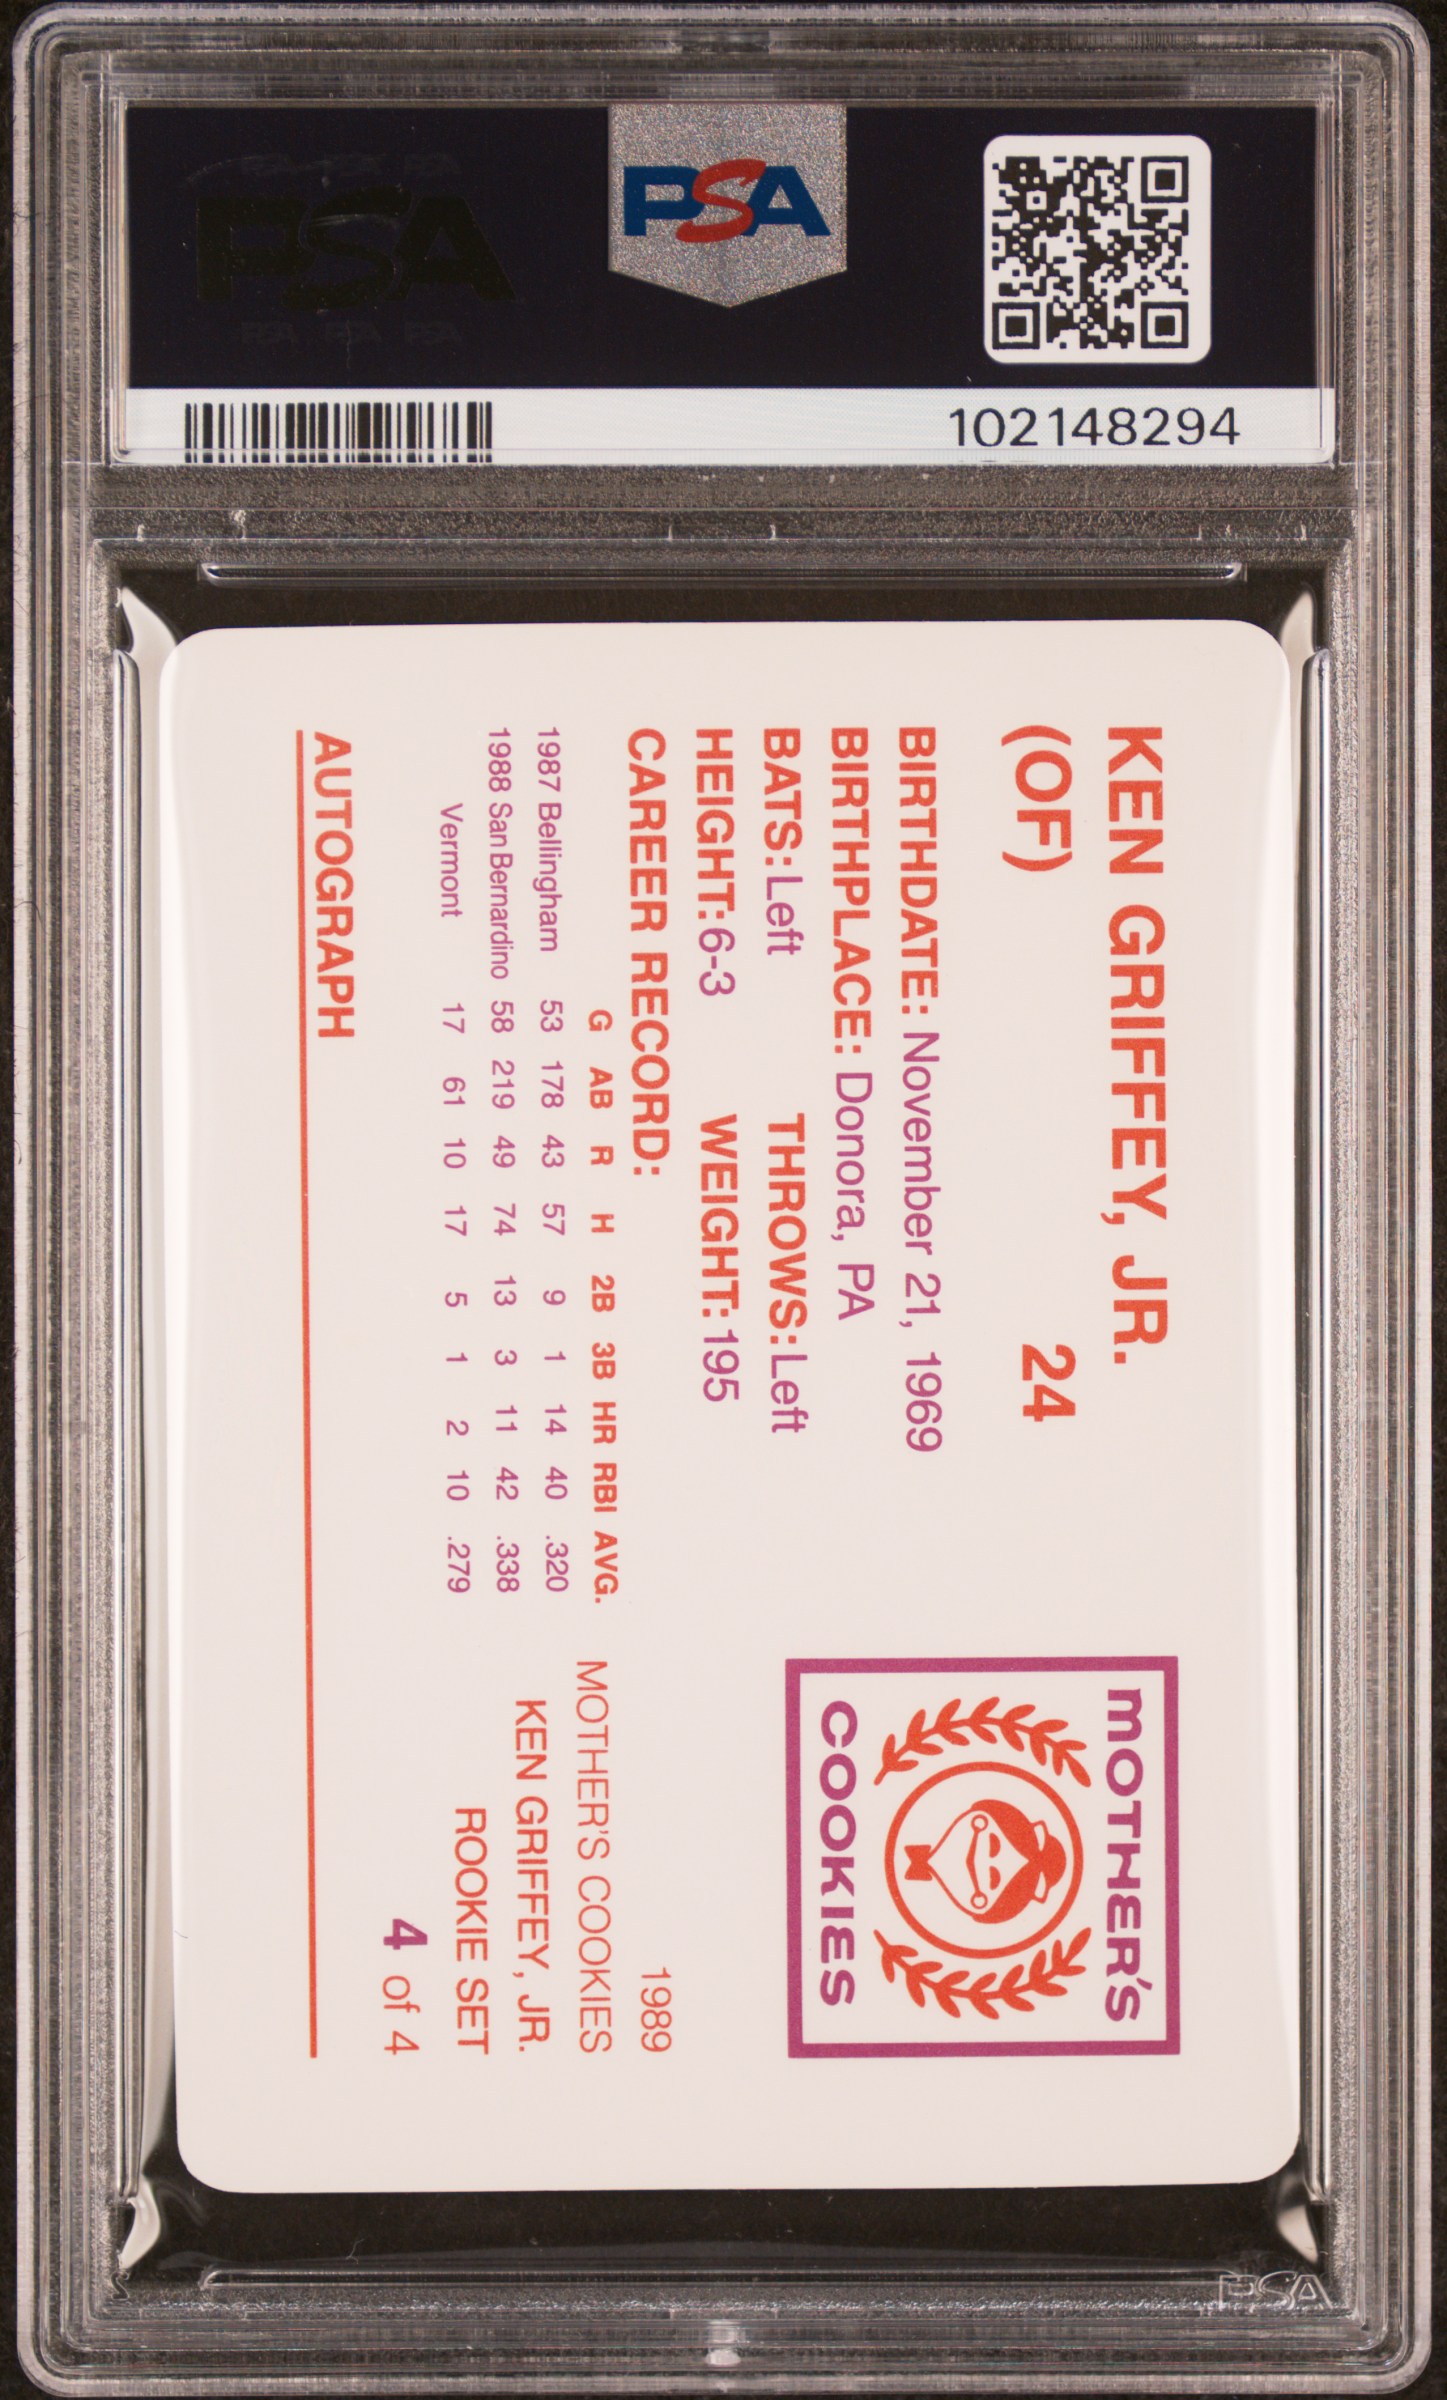 PSA
PSA
102148294
KEN GRIFFEY, JR.
(OF) 24
BIRTHDATE: November 21, 1969
BIRTHPLACE: Donora, PA
BATS: Left THROWS: Left
HEIGHT: 6-3 WEIGHT: 195
CAREER RECORD:
G AB R H 2B 3B HR RBI AVG.
1987 Bellingham 53 178 43 57 9 1 14 40 .320
1988 San Bernardino 58 219 49 74 13 3 11 42 .338
Vermont 17 61 10 17 5 1 2 10 .279
AUTOGRAPH
MOTHER'S
COOKIES
1989
MOTHER'S COOKIES
KEN GRIFFEY, JR.
ROOKIE SET
4 of 4
PSA